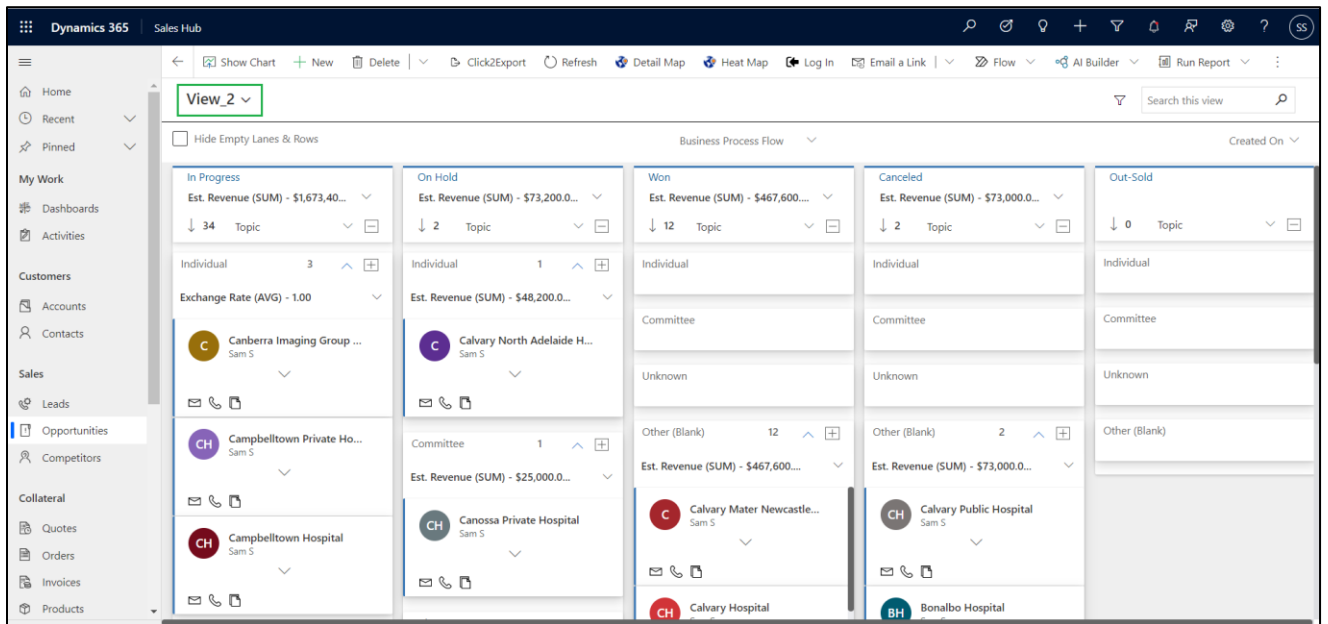 Dynamics 365 Sales Hub SS
Show Chart New Delete Click2Export Refresh Detail Map Heat Map Log In Email a Link Flow AI Builder Run Report
Home
Recent
Pinned
My Work
Dashboards
Activities
Customers
Accounts
Contacts
Sales
Leads
Opportunities
Competitors
Collateral
Quotes
Orders
Invoices
Products
View_2 Search this view
Hide Empty Lanes & Rows Business Process Flow Created On
In Progress
Est. Revenue (SUM) - $1,673,40...
34 Topic
Individual 3
Exchange Rate (AVG) - 1.00
C Canberra Imaging Group ...
Sam S
CH Campbelltown Private Ho...
Sam S
CH Campbelltown Hospital
Sam S
On Hold
Est. Revenue (SUM) - $73,200.0...
2 Topic
Individual 1
Est. Revenue (SUM) - $48,200.0...
C Calvary North Adelaide H...
Sam S
Committee 1
Est. Revenue (SUM) - $25,000.0...
CH Canossa Private Hospital
Sam S
Won
Est. Revenue (SUM) - $467,600....
12 Topic
Individual
Committee
Unknown
Other (Blank) 12
Est. Revenue (SUM) - $467,600....
C Calvary Mater Newcastle...
Sam S
CH Calvary Hospital
Canceled
Est. Revenue (SUM) - $73,000.0...
2 Topic
Individual
Committee
Unknown
Other (Blank) 2
Est. Revenue (SUM) - $73,000.0...
CH Calvary Public Hospital
Sam S
BH Bonalbo Hospital
Out-Sold
0 Topic
Individual
Committee
Unknown
Other (Blank)